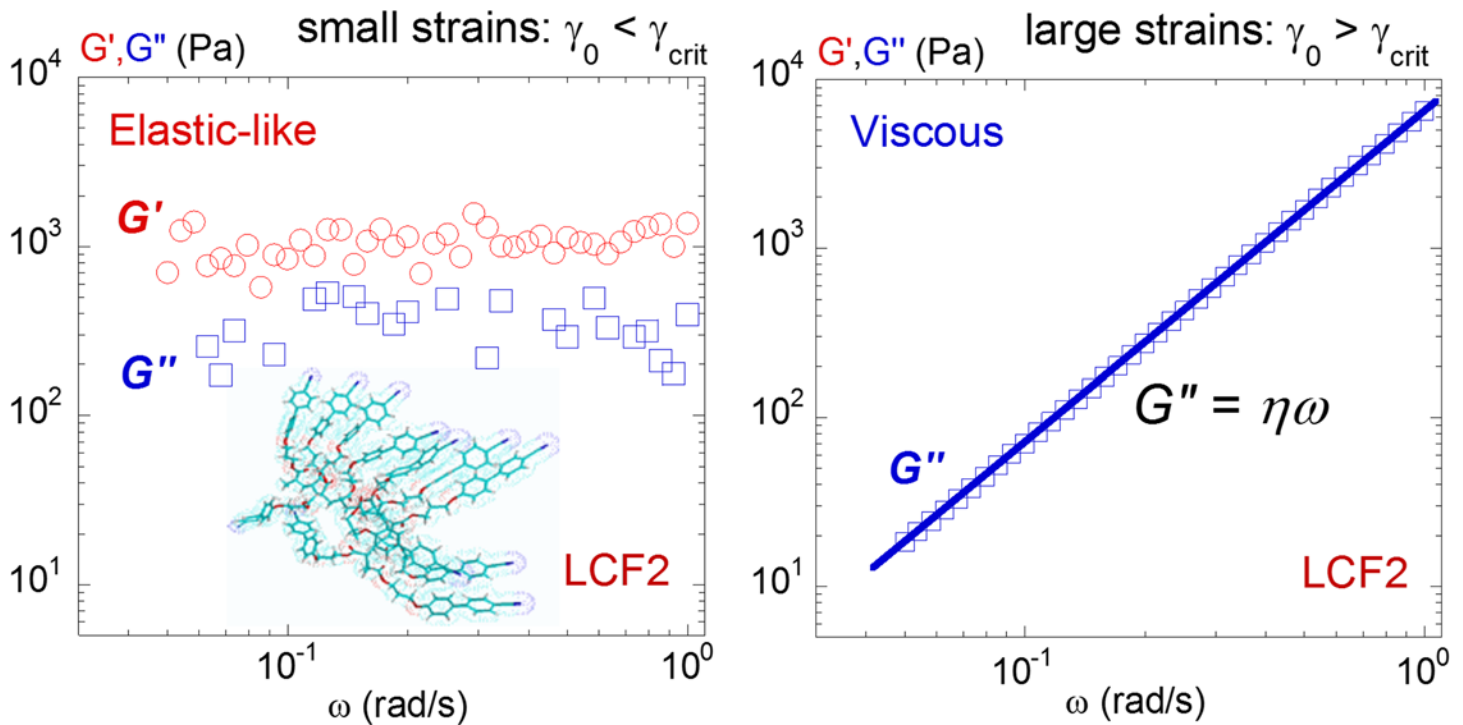 small strains: γ0 < γcrit
G',G" (Pa)
10^4
10^3
10^2
10^1
Elastic-like
G'
G"
LCF2
10^-1
10^0
ω (rad/s)
large strains: γ0 > γcrit
G',G" (Pa)
10^4
10^3
10^2
10^1
Viscous
G" = ηω
G"
LCF2
10^-1
10^0
ω (rad/s)